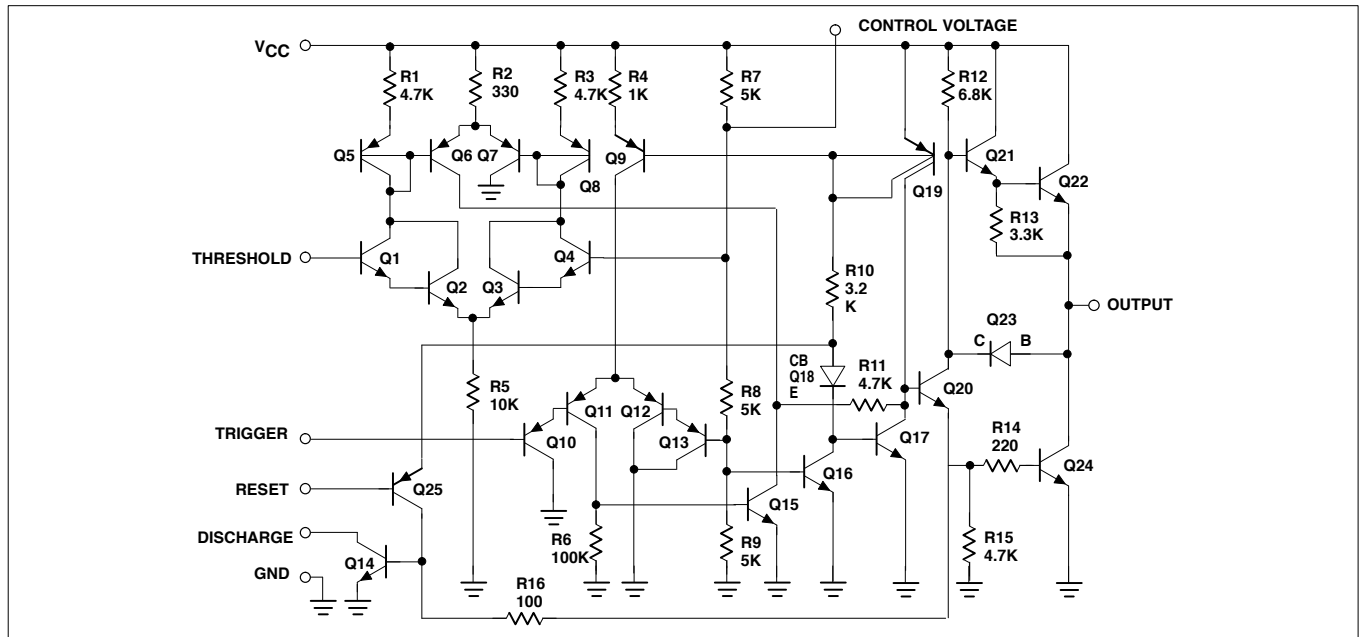 CONTROL VOLTAGE
VCC
R1
4.7K
R2
330
R3
4.7K
R4
1K
R7
5K
R12
6.8K
Q5
Q6
Q7
Q8
Q9
Q19
Q21
Q22
R13
3.3K
THRESHOLD
Q1
Q2
Q3
Q4
R10
3.2
K
OUTPUT
Q23
C
B
CB
Q18
E
R11
4.7K
Q20
R5
10K
R8
5K
Q11
Q12
Q13
Q10
TRIGGER
Q17
R14
220
Q24
Q16
RESET
Q25
Q15
DISCHARGE
Q14
R6
100K
R9
5K
R15
4.7K
GND
R16
100